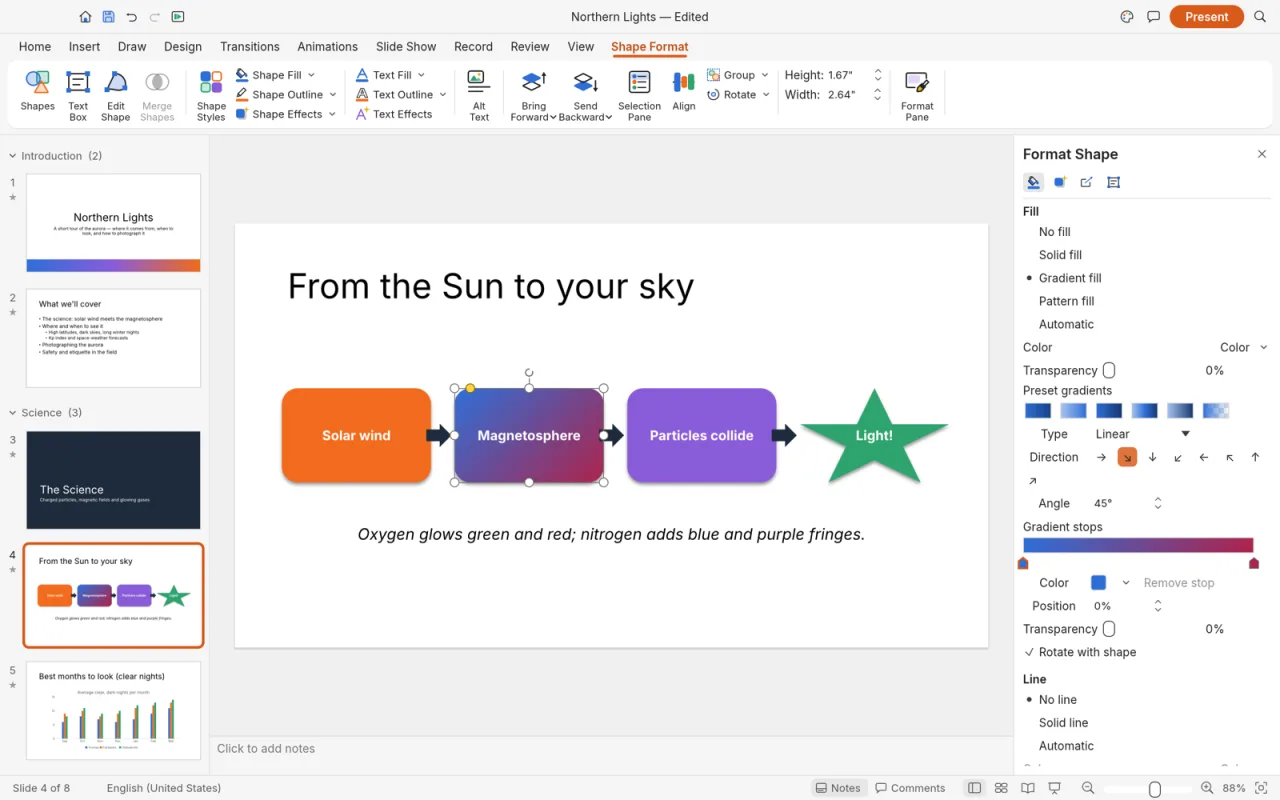 Northern Lights — Edited
Present
Home Insert Draw Design Transitions Animations Slide Show Record Review View Shape Format
Shapes
Text Box
Edit Shape
Merge Shapes
Shape Styles
Shape Fill
Shape Outline
Shape Effects
Text Fill
Text Outline
Text Effects
Alt Text
Bring Forward
Send Backward
Selection Pane
Align
Group
Rotate
Height: 1.67"
Width: 2.64"
Format Pane
Introduction (2)
1
Northern Lights
A short tour of the aurora — where it comes from, when to
look, and how to photograph it
2
What we'll cover
• The science: solar wind meets the magnetosphere
• Where and when to see it
• High latitudes, dark skies, long winter nights
• Kp index and space-weather forecasts
• Photographing the aurora
• Safety and etiquette in the field
Science (3)
3
The Science
Charged particles, magnetic fields and glowing gases
4
From the Sun to your sky
Solar wind Magnetosphere Particles collide Light!
Oxygen glows green and red; nitrogen adds blue and purple fringes.
5
Best months to look (clear nights)
Average clear, dark nights per month
From the Sun to your sky
Solar wind
Magnetosphere
Particles collide
Light!
Oxygen glows green and red; nitrogen adds blue and purple fringes.
Click to add notes
Format Shape
Fill
No fill
Solid fill
• Gradient fill
Pattern fill
Automatic
Color Color
Transparency 0%
Preset gradients
Type Linear
Direction
Angle 45°
Gradient stops
Color Remove stop
Position 0%
Transparency 0%
✓ Rotate with shape
Line
• No line
Solid line
Automatic
Slide 4 of 8 English (United States) Notes Comments 88%